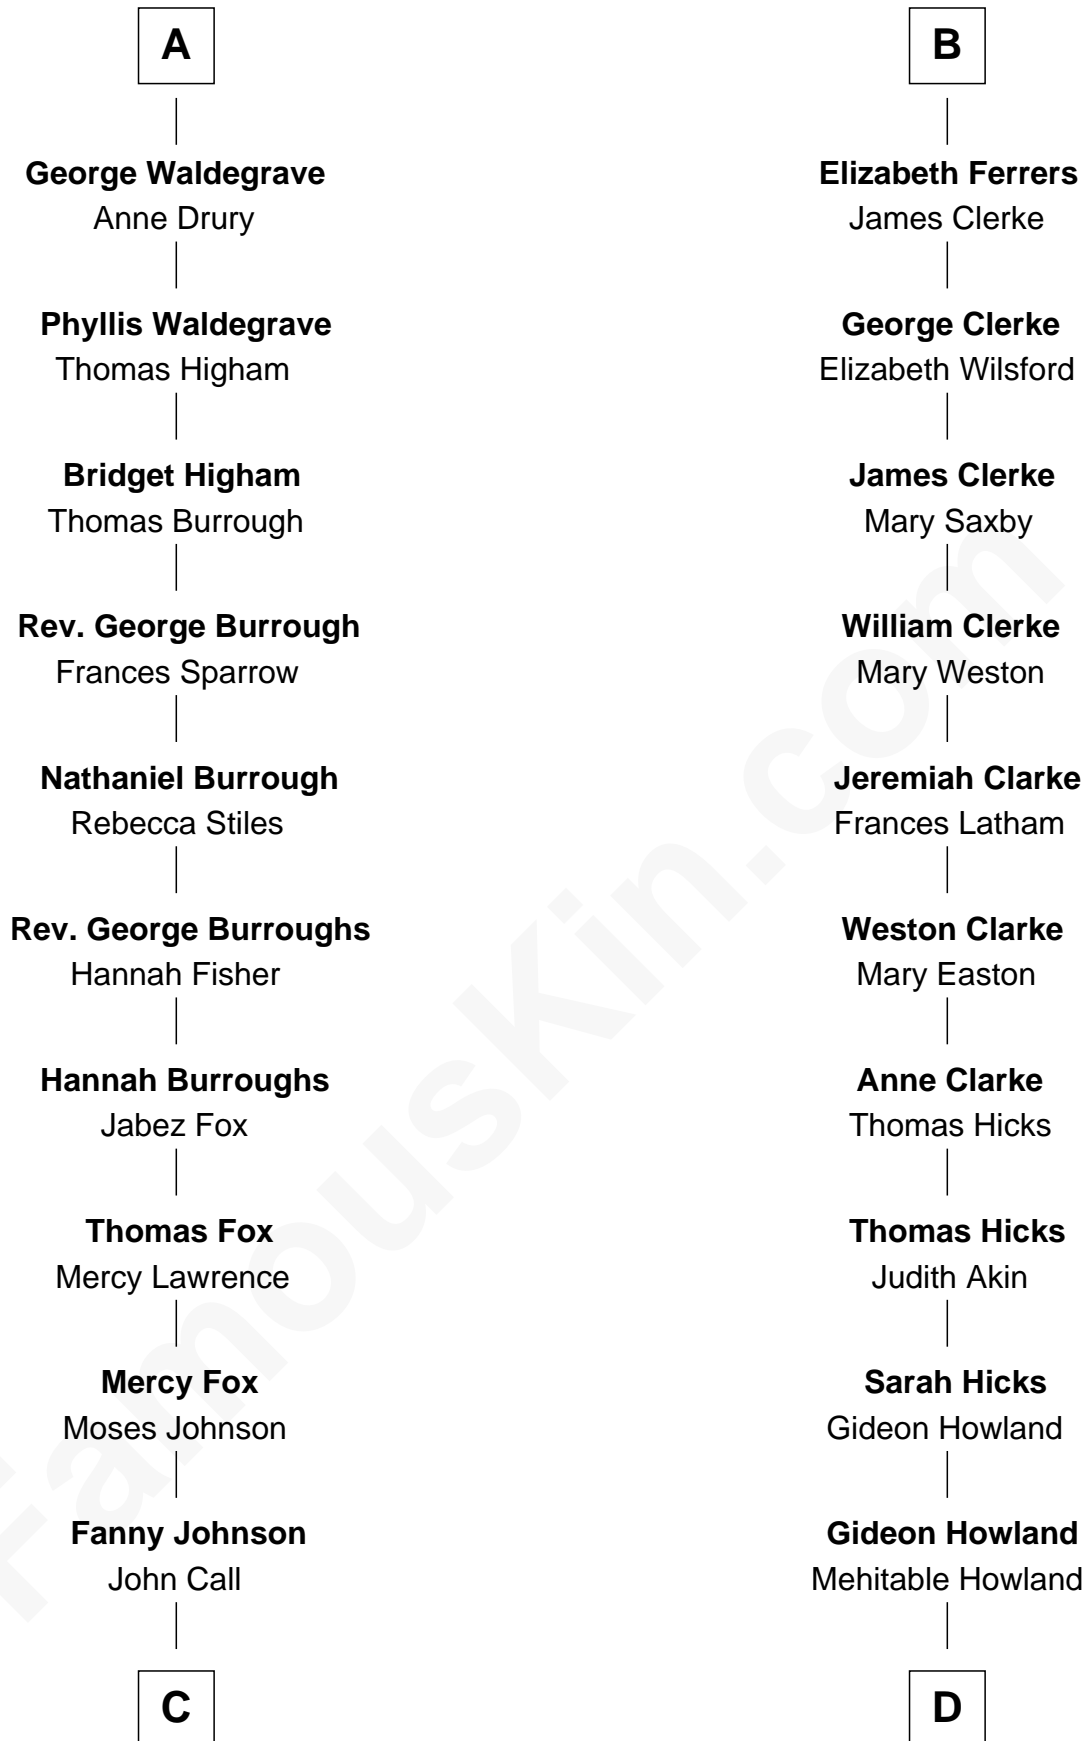 A
George Waldegrave
Anne Drury
Phyllis Waldegrave
Thomas Higham
Bridget Higham
Thomas Burrough
Rev. George Burrough
Frances Sparrow
Nathaniel Burrough
Rebecca Stiles
Rev. George Burroughs
Hannah Fisher
Hannah Burroughs
Jabez Fox
Thomas Fox
Mercy Lawrence
Mercy Fox
Moses Johnson
Fanny Johnson
John Call
C
B
Elizabeth Ferrers
James Clerke
George Clerke
Elizabeth Wilsford
James Clerke
Mary Saxby
William Clerke
Mary Weston
Jeremiah Clarke
Frances Latham
Weston Clarke
Mary Easton
Anne Clarke
Thomas Hicks
Thomas Hicks
Judith Akin
Sarah Hicks
Gideon Howland
Gideon Howland
Mehitable Howland
D
FamousKin.com